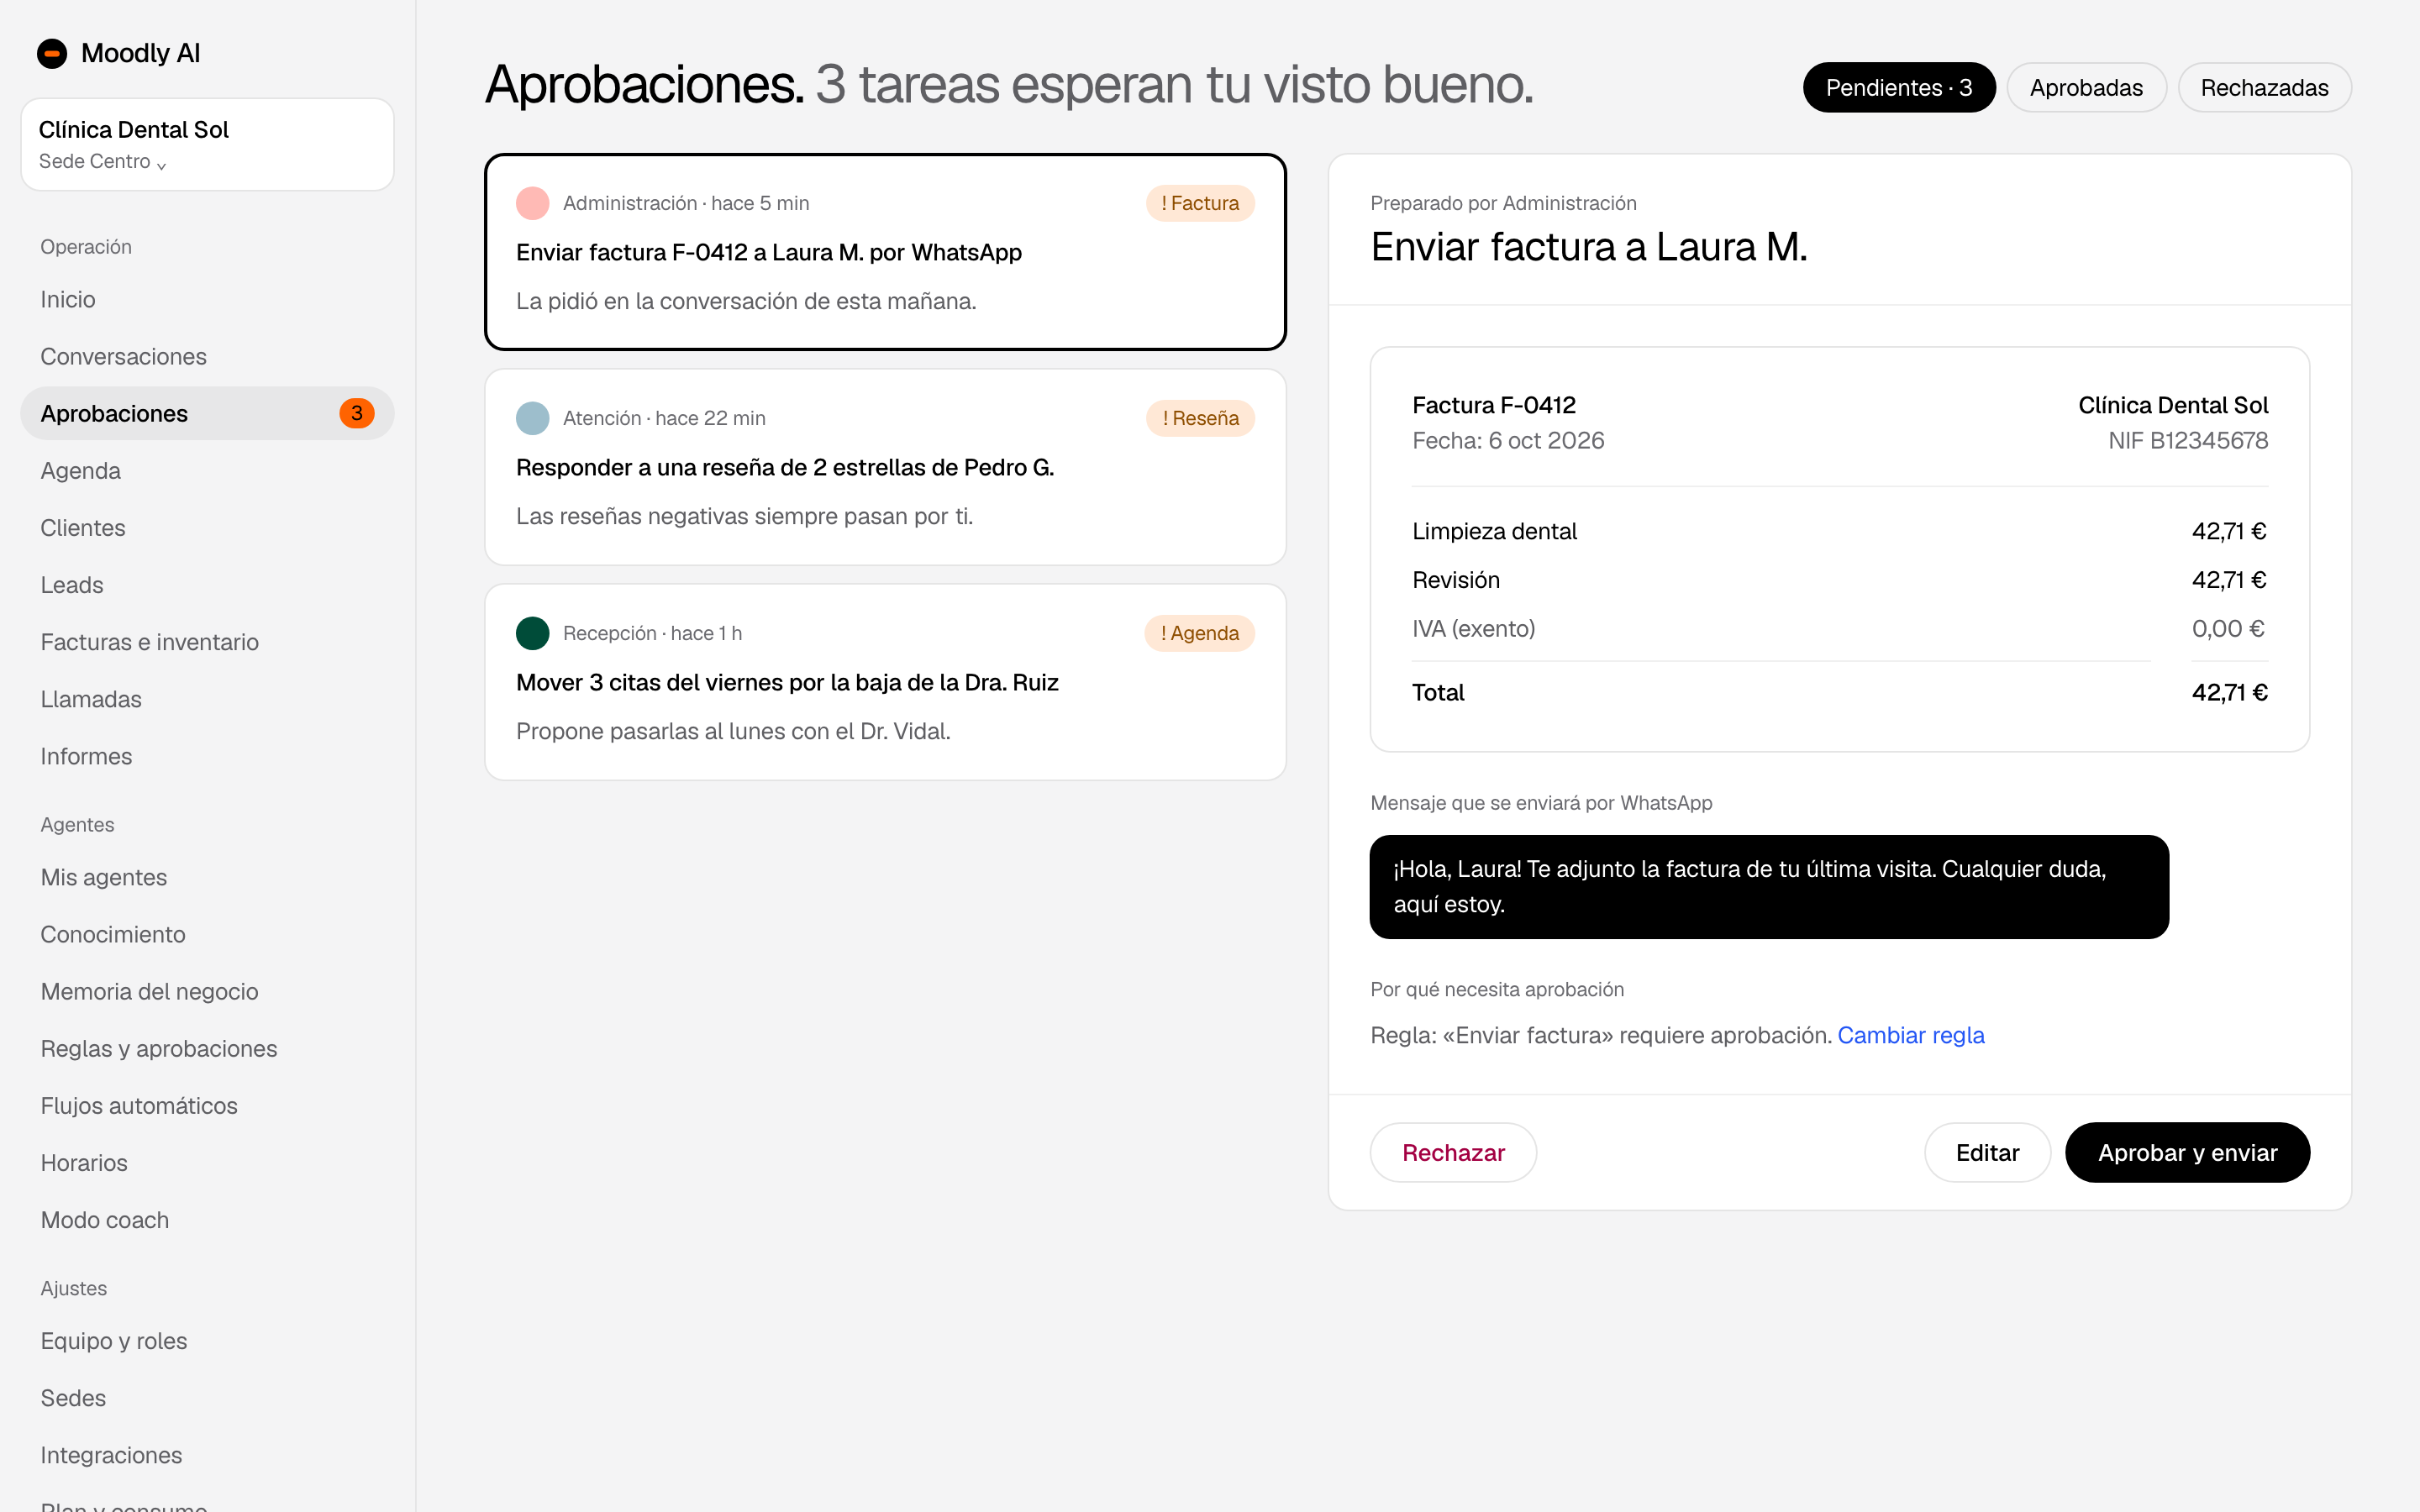 Moodly AI
Clínica Dental Sol
Sede Centro
Operación
Inicio
Conversaciones
Aprobaciones 3
Agenda
Clientes
Leads
Facturas e inventario
Llamadas
Informes
Agentes
Mis agentes
Conocimiento
Memoria del negocio
Reglas y aprobaciones
Flujos automáticos
Horarios
Modo coach
Ajustes
Equipo y roles
Sedes
Integraciones
Plan y consumo
Aprobaciones. 3 tareas esperan tu visto bueno.
Pendientes · 3 Aprobadas Rechazadas
Administración · hace 5 min ! Factura
Enviar factura F-0412 a Laura M. por WhatsApp
La pidió en la conversación de esta mañana.
Atención · hace 22 min ! Reseña
Responder a una reseña de 2 estrellas de Pedro G.
Las reseñas negativas siempre pasan por ti.
Recepción · hace 1 h ! Agenda
Mover 3 citas del viernes por la baja de la Dra. Ruiz
Propone pasarlas al lunes con el Dr. Vidal.
Preparado por Administración
Enviar factura a Laura M.
Factura F-0412 Clínica Dental Sol
Fecha: 6 oct 2026 NIF B12345678
Limpieza dental 42,71 €
Revisión 42,71 €
IVA (exento) 0,00 €
Total 42,71 €
Mensaje que se enviará por WhatsApp
¡Hola, Laura! Te adjunto la factura de tu última visita. Cualquier duda,
aquí estoy.
Por qué necesita aprobación
Regla: «Enviar factura» requiere aprobación. Cambiar regla
Rechazar Editar Aprobar y enviar